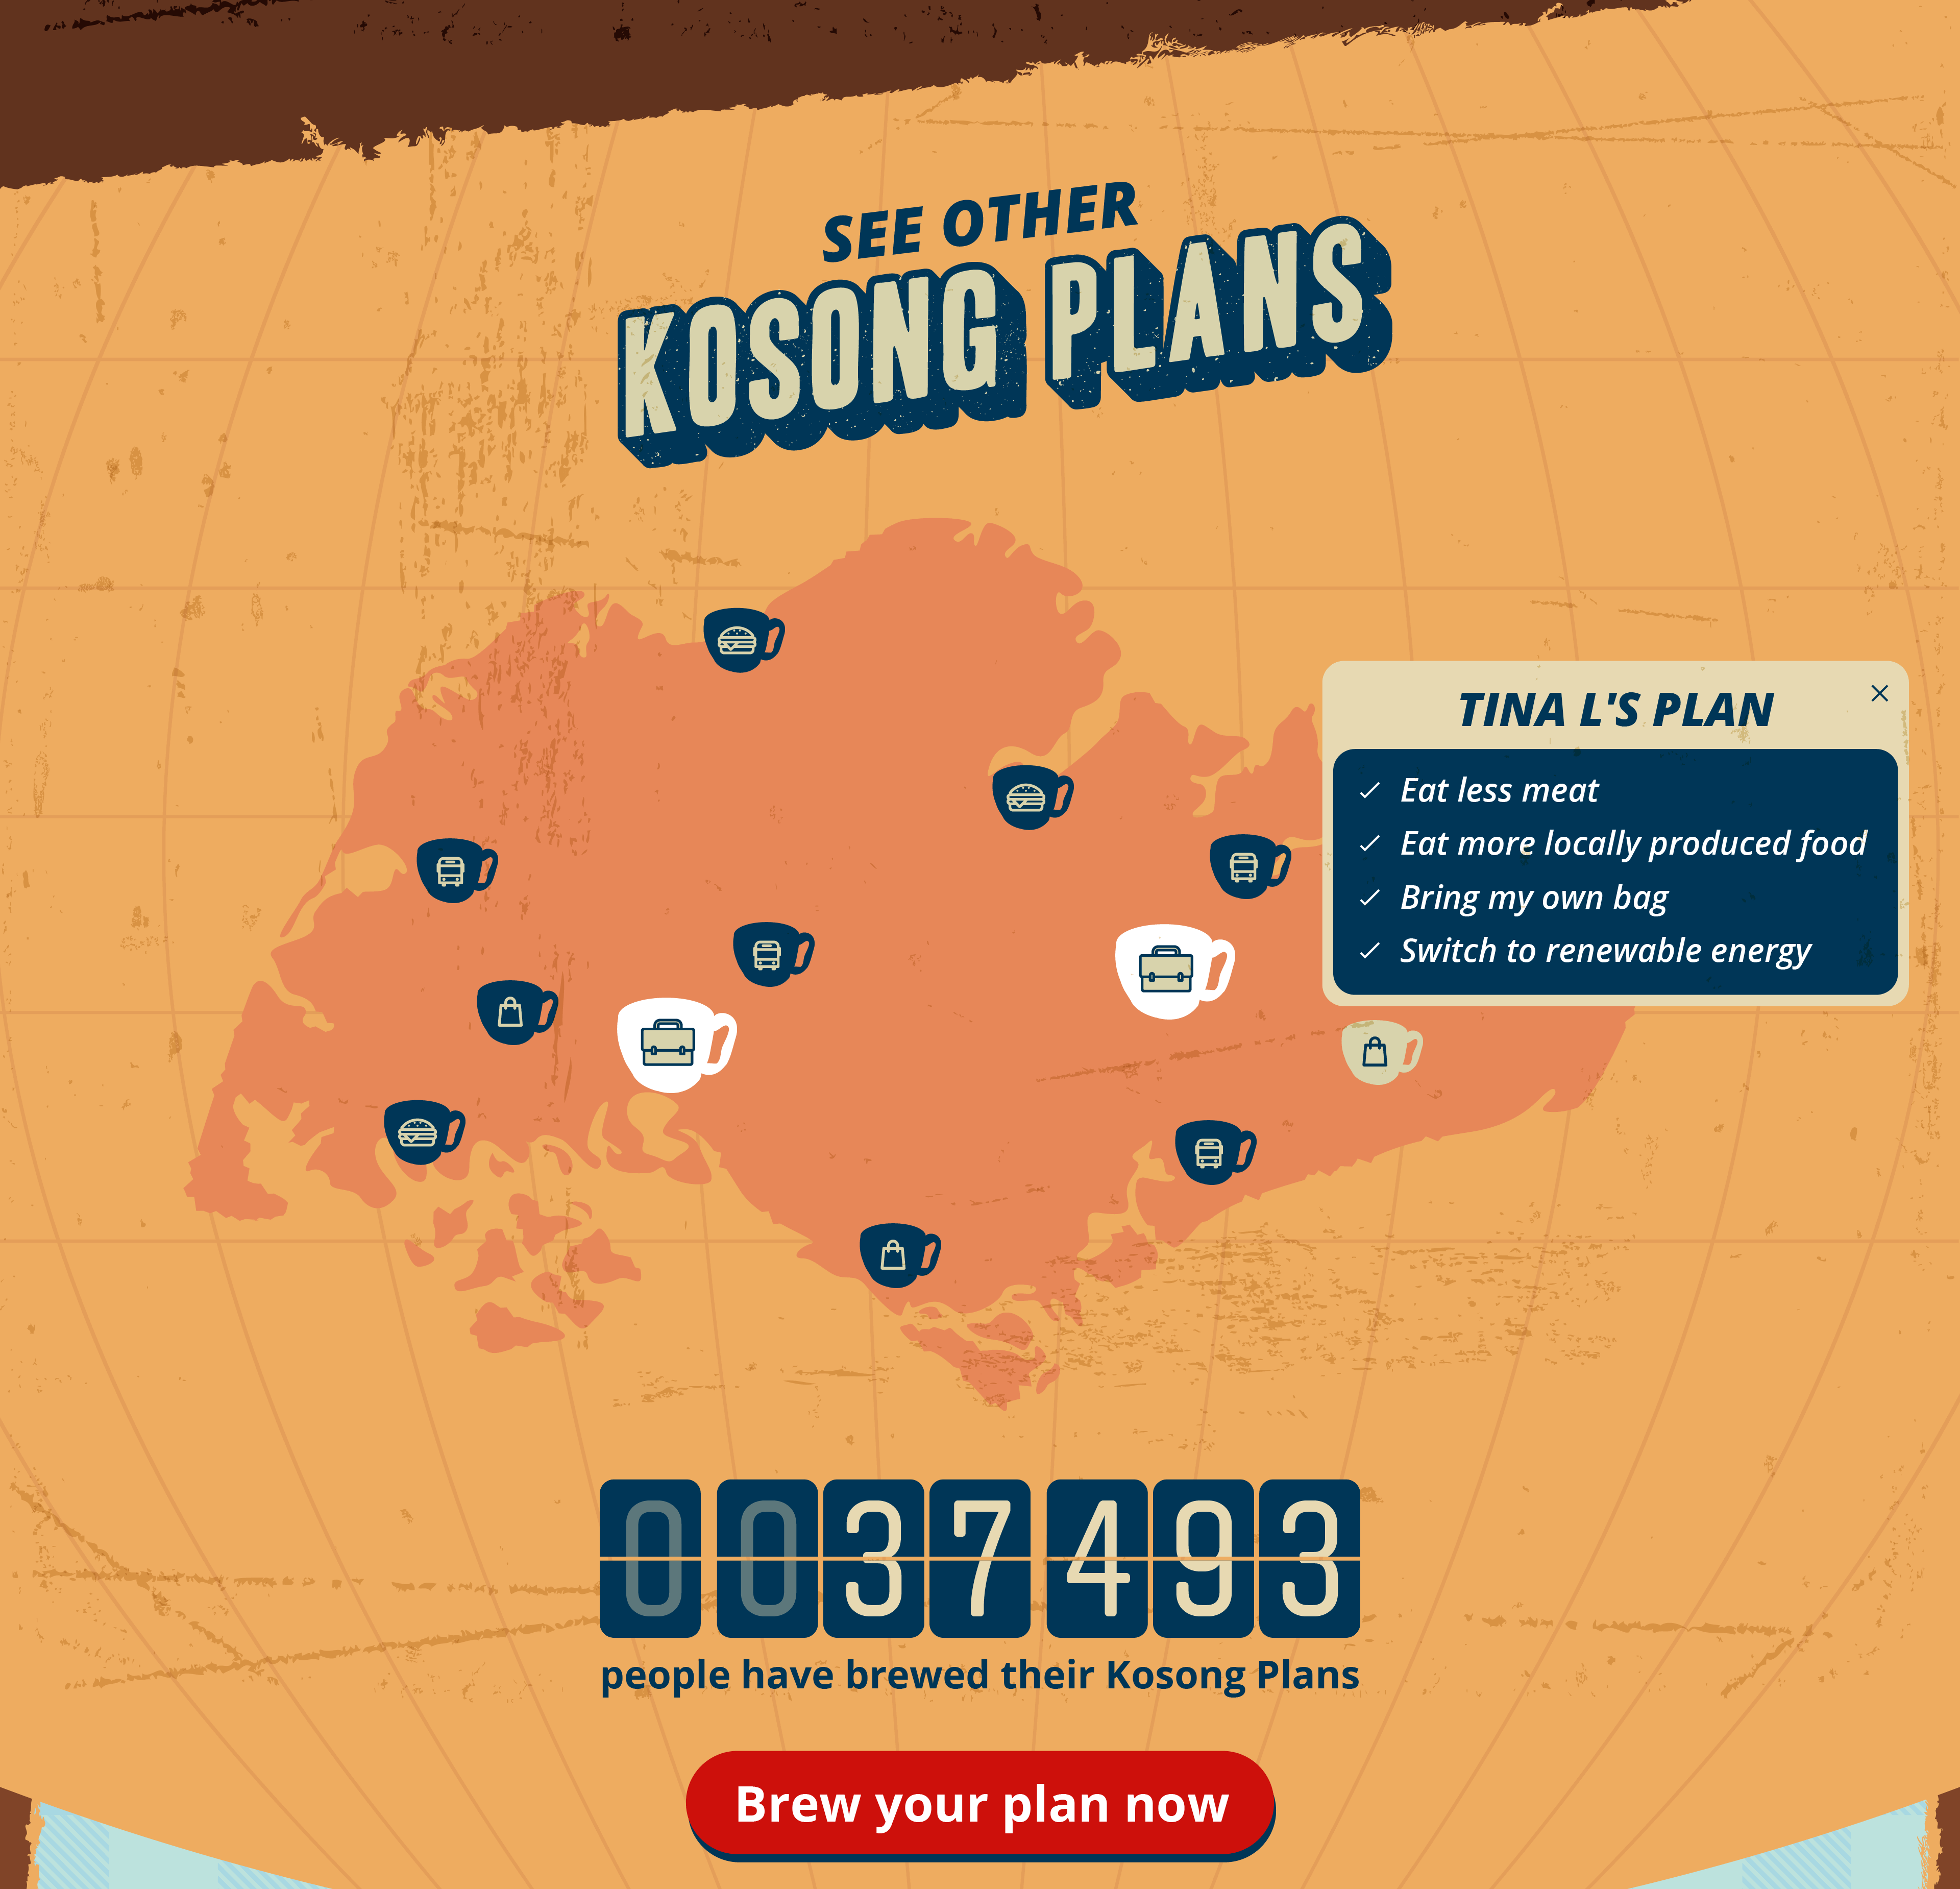 SEE OTHER
KOSONG PLANS
TINA L'S PLAN
Eat less meat
Eat more locally produced food
Bring my own bag
Switch to renewable energy
0037493
people have brewed their Kosong Plans
Brew your plan now